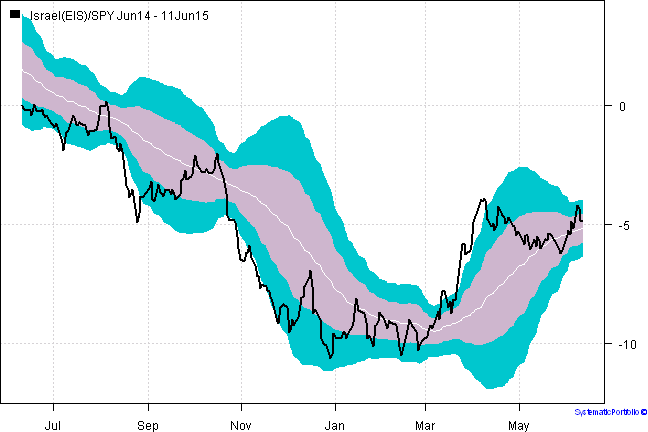 Israel(EIS)/SPY Jun14 - 11Jun15
0
-5
-10
Jul Sep Nov Jan Mar May
SystematicPortfolio ©